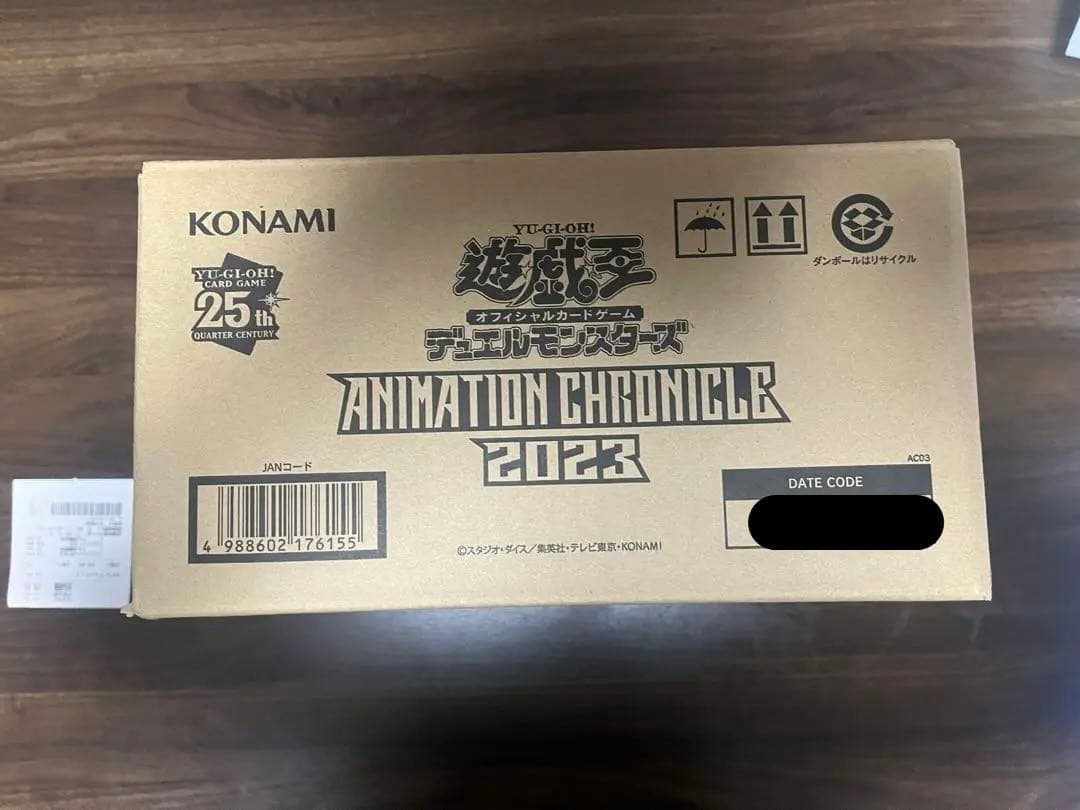 KONAMI
YU-GI-OH!
CARD GAME
25th
QUARTER CENTURY
YU-GI-OH!
遊戯王
オフィシャルカードゲーム
デュエルモンスターズ
ANIMATION CHRONICLE
2023
ダンボールはリサイクル
JANコード
4 988602 176155
AC03
DATE CODE
©スタジオ・ダイス/集英社・テレビ東京・KONAMI